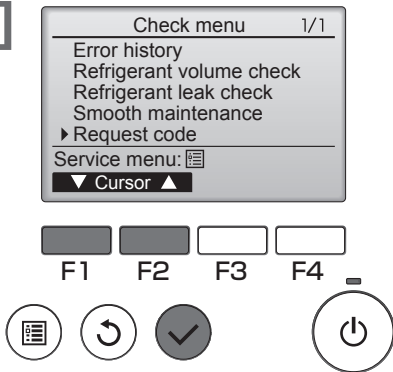 Check menu 1/1
Error history
Refrigerant volume check
Refrigerant leak check
Smooth maintenance
Request code
Service menu:
Cursor
F1 F2 F3 F4